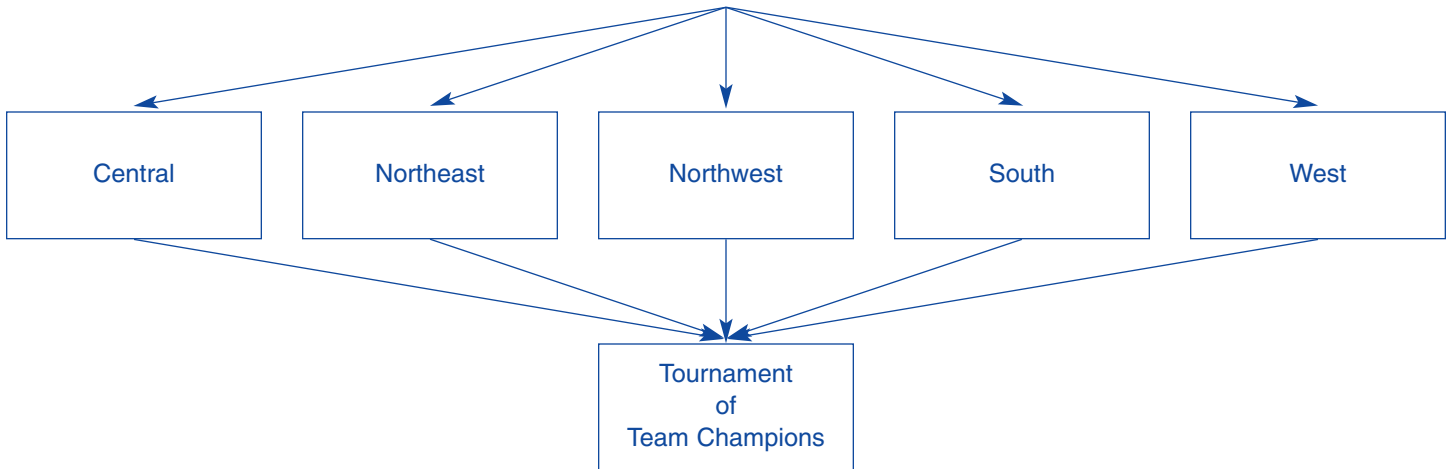 Central
Northeast
Northwest
South
West
Tournament
of
Team Champions